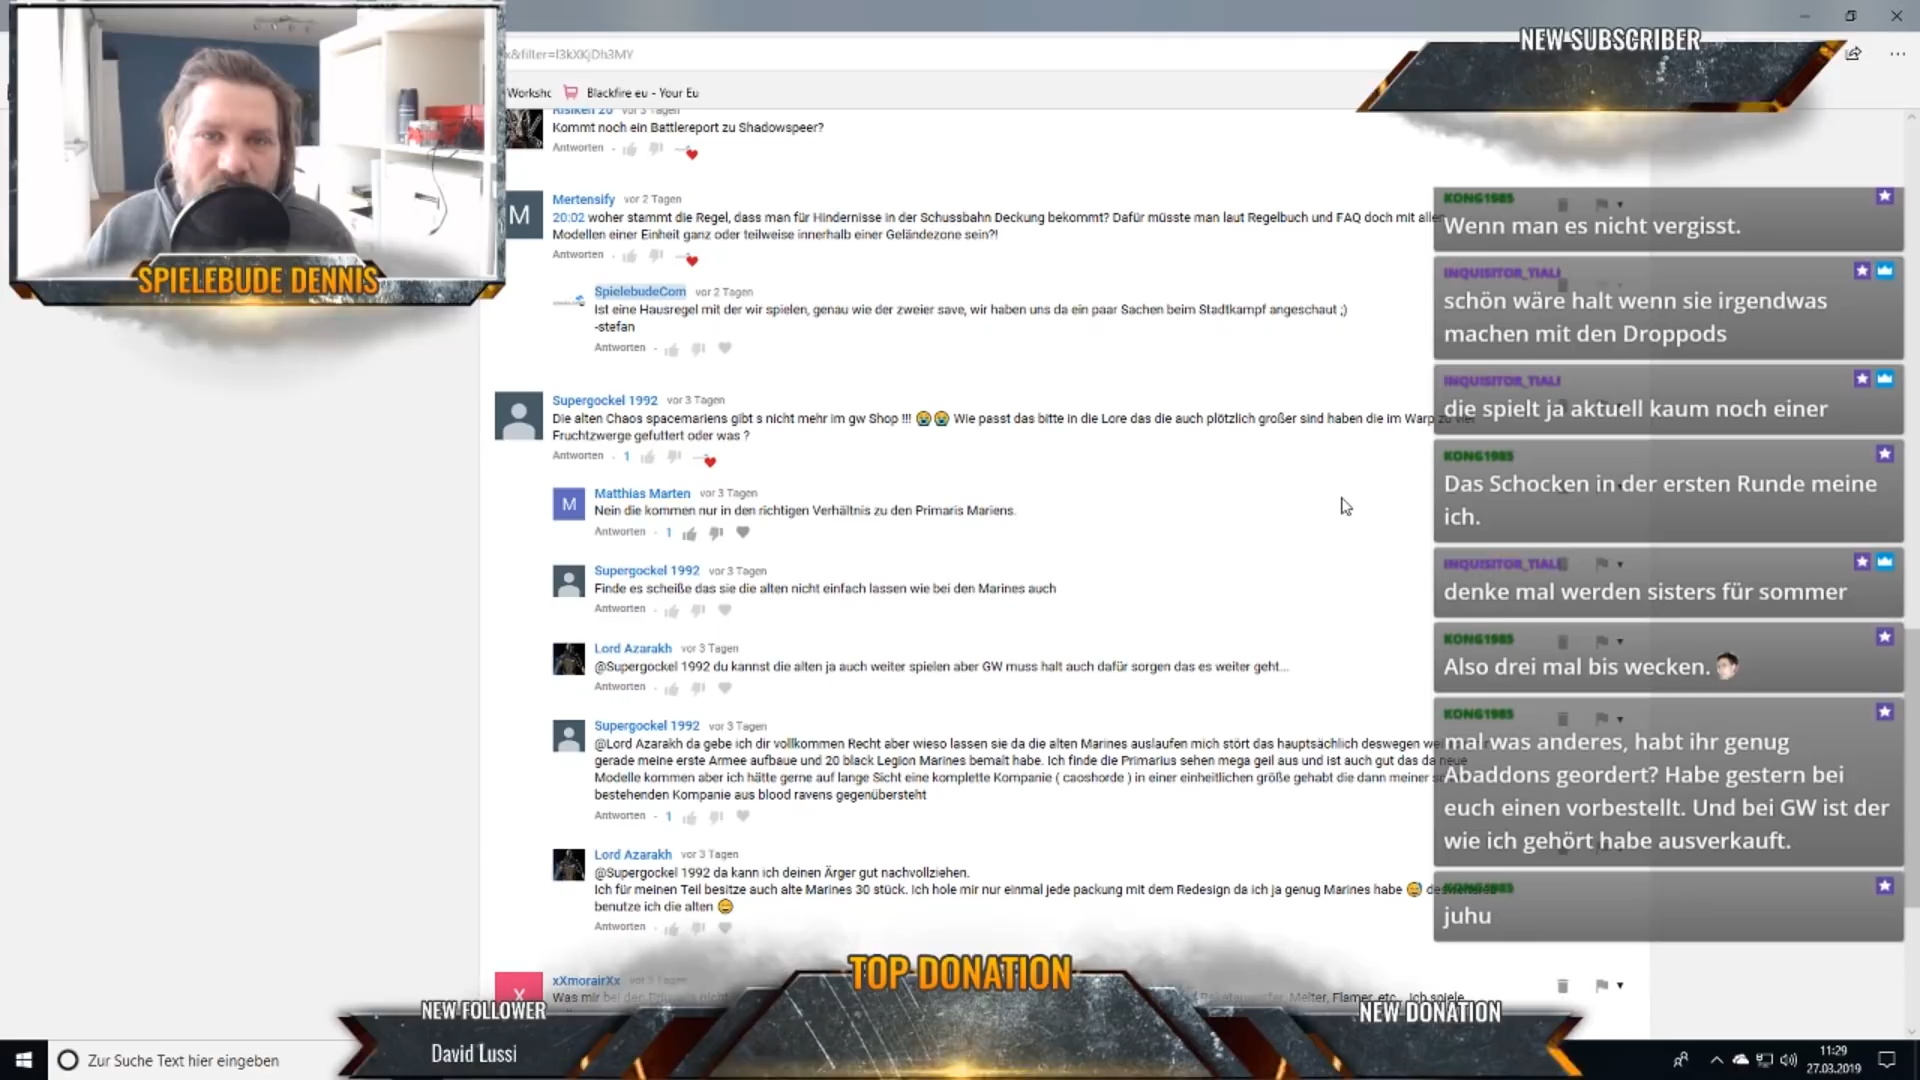 x&filter=l3kXKjDh3MY
Worksho
Blackfire eu - Your Eu
SPIELEBUDE DENNIS
NEW SUBSCRIBER
Risiken 20 vor 3 Tagen
Kommt noch ein Battlereport zu Shadowspeer?
Antworten
M
Mertensify vor 2 Tagen
20:02 woher stammt die Regel, dass man für Hindernisse in der Schussbahn Deckung bekommt? Dafür müsste man laut Regelbuch und FAQ doch mit allen
Modellen einer Einheit ganz oder teilweise innerhalb einer Geländezone sein?!
Antworten
SpielebudeCom vor 2 Tagen
Ist eine Hausregel mit der wir spielen, genau wie der zweier save, wir haben uns da ein paar Sachen beim Stadtkampf angeschaut ;)
-stefan
Antworten
Supergockel 1992 vor 3 Tagen
Die alten Chaos spacemariens gibt s nicht mehr im gw Shop !!! 😭😭 Wie passt das bitte in die Lore das die auch plötzlich großer sind haben die im Warp zu viel
Fruchtzwerge gefuttert oder was ?
Antworten 1
M
Matthias Marten vor 3 Tagen
Nein die kommen nur in den richtigen Verhältnis zu den Primaris Mariens.
Antworten 1
Supergockel 1992 vor 3 Tagen
Finde es scheiße das sie die alten nicht einfach lassen wie bei den Marines auch
Antworten
Lord Azarakh vor 3 Tagen
@Supergockel 1992 du kannst die alten ja auch weiter spielen aber GW muss halt auch dafür sorgen das es weiter geht...
Antworten
Supergockel 1992 vor 3 Tagen
@Lord Azarakh da gebe ich dir vollkommen Recht aber wieso lassen sie da die alten Marines auslaufen mich stört das hauptsächlich deswegen
gerade meine erste Armee aufbaue und 20 black Legion Marines bemalt habe. Ich finde die Primarius sehen mega geil aus und ist auch gut das da neue
Modelle kommen aber ich hätte gerne auf lange Sicht eine komplette Kompanie ( caoshorde ) in einer einheitlichen größe gehabt die dann meiner
bestehenden Kompanie aus blood ravens gegenübersteht
Antworten 1
Lord Azarakh vor 3 Tagen
@Supergockel 1992 da kann ich deinen Ärger gut nachvollziehen.
Ich für meinen Teil besitze auch alte Marines 30 stück. Ich hole mir nur einmal jede packung mit dem Redesign da ich ja genug Marines habe 😅
benutze ich die alten 😄
Antworten
X
xXmorairXx vor 3 Tagen
Was mir bei den Melter, Flamer, etc.. Ich spiele
KONG1985
Wenn man es nicht vergisst.
INQUISITOR_TIALI
schön wäre halt wenn sie irgendwas
machen mit den Droppods
INQUISITOR_TIALI
die spielt ja aktuell kaum noch einer
KONG1985
Das Schocken in der ersten Runde meine
ich.
INQUISITOR_TIALI
denke mal werden sisters für sommer
KONG1985
Also drei mal bis wecken.
KONG1985
mal was anderes, habt ihr genug
Abaddons geordert? Habe gestern bei
euch einen vorbestellt. Und bei GW ist der
wie ich gehört habe ausverkauft.
KONG1985
juhu
TOP DONATION
NEW FOLLOWER
David Lussi
NEW DONATION
Zur Suche Text hier eingeben
11:29
27.03.2019